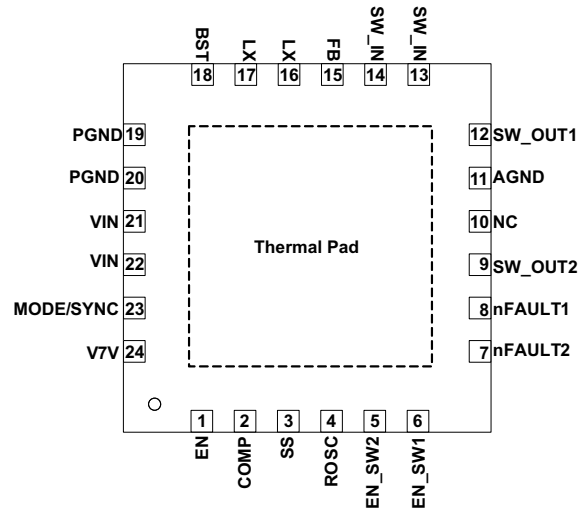 BST
LX
LX
FB
SW_IN
SW_IN
18
17
16
15
14
13
PGND 19
PGND 20
VIN 21
VIN 22
MODE/SYNC 23
V7V 24
Thermal Pad
12 SW_OUT1
11 AGND
10 NC
9 SW_OUT2
8 nFAULT1
7 nFAULT2
1
2
3
4
5
6
EN
COMP
SS
ROSC
EN_SW2
EN_SW1